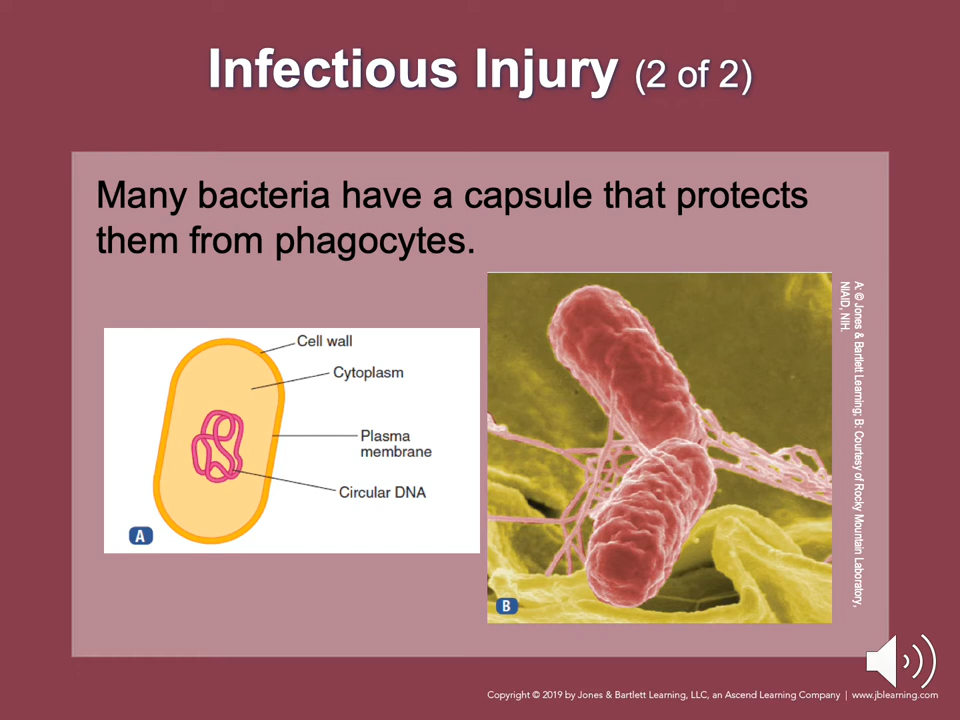 Infectious Injury (2 of 2)
Many bacteria have a capsule that protects
them from phagocytes.
Cell wall
Cytoplasm
Plasma
membrane
Circular DNA
A
B
A: © Jones & Bartlett Learning; B: Courtesy of Rocky Mountain Laboratory,
NIAID, NIH.
Copyright © 2019 by Jones & Bartlett Learning, LLC, an Ascend Learning Company | www.jblearning.com